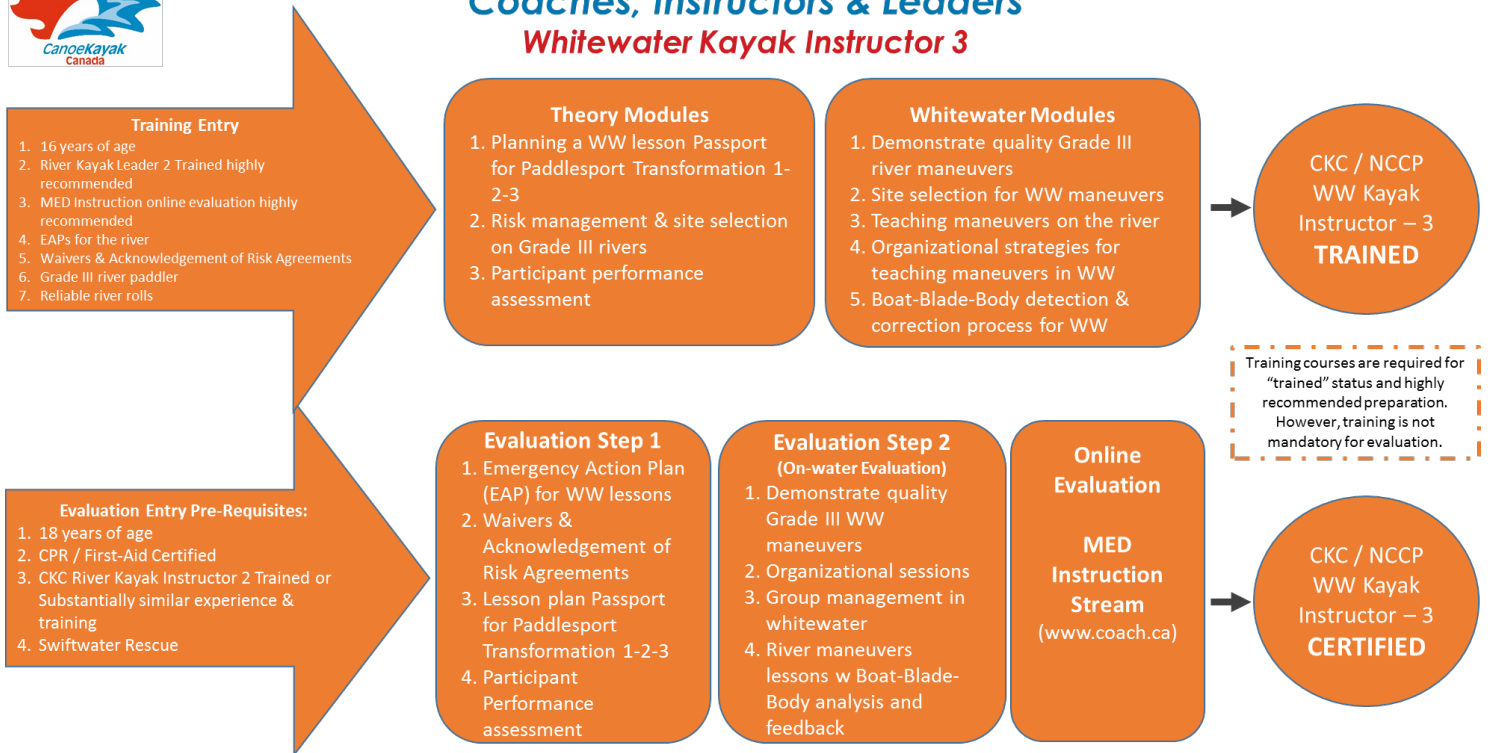 Coaches, Instructors & Leaders
Whitewater Kayak Instructor 3
CanoeKayak
Canada
Training Entry
1. 16 years of age
2. River Kayak Leader 2 Trained highly
recommended
3. MED Instruction online evaluation highly
recommended
4. EAPs for the river
5. Waivers & Acknowledgement of Risk Agreements
6. Grade III river paddler
7. Reliable river rolls
Theory Modules
1. Planning a WW lesson Passport
for Paddlesport Transformation 1-
2-3
2. Risk management & site selection
on Grade III rivers
3. Participant performance
assessment
Whitewater Modules
1. Demonstrate quality Grade III
river maneuvers
2. Site selection for WW maneuvers
3. Teaching maneuvers on the river
4. Organizational strategies for
teaching maneuvers in WW
5. Boat-Blade-Body detection &
correction process for WW
CKC / NCCP
WW Kayak
Instructor – 3
TRAINED
Training courses are required for
“trained” status and highly
recommended preparation.
However, training is not
mandatory for evaluation.
Evaluation Entry Pre-Requisites:
1. 18 years of age
2. CPR / First-Aid Certified
3. CKC River Kayak Instructor 2 Trained or
Substantially similar experience &
training
4. Swiftwater Rescue
Evaluation Step 1
1. Emergency Action Plan
(EAP) for WW lessons
2. Waivers &
Acknowledgement of
Risk Agreements
3. Lesson plan Passport
for Paddlesport
Transformation 1-2-3
4. Participant
Performance
assessment
Evaluation Step 2
(On-water Evaluation)
1. Demonstrate quality
Grade III WW
maneuvers
2. Organizational sessions
3. Group management in
whitewater
4. River maneuvers
lessons w Boat-Blade-
Body analysis and
feedback
Online
Evaluation
MED
Instruction
Stream
(www.coach.ca)
CKC / NCCP
WW Kayak
Instructor – 3
CERTIFIED